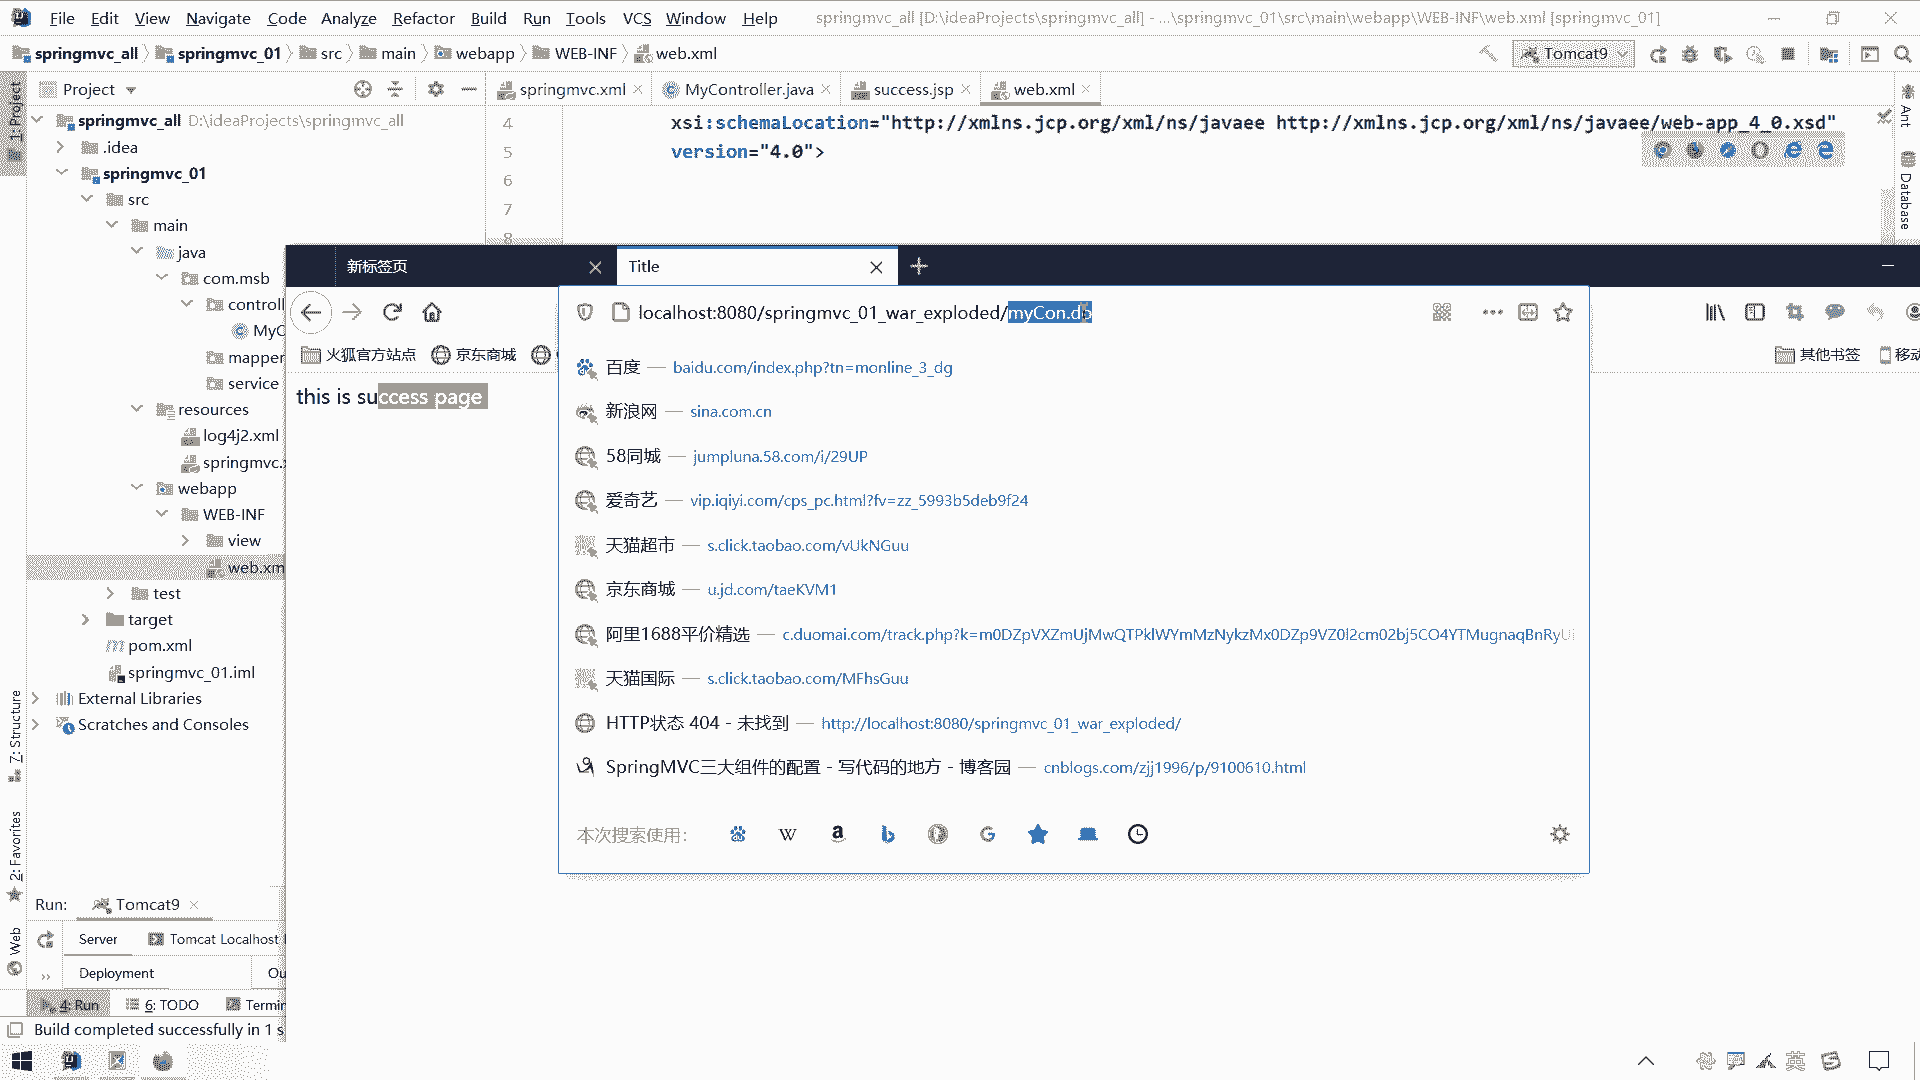 File Edit View Navigate Code Analyze Refactor Build Run Tools VCS Window Help springmvc_all [D:\ideaProjects\springmvc_all] - ...\springmvc_01\src\main\webapp\WEB-INF\web.xml [springmvc_01]
springmvc_all springmvc_01 src main webapp WEB-INF web.xml Tomcat9
Project springmvc.xml MyController.java success.jsp web.xml
1: Project
springmvc_all D:\ideaProjects\springmvc_all
.idea
springmvc_01
src
main
java
com.msb
controll
MyC
mapper
service
resources
log4j2.xml
springmvc.
webapp
WEB-INF
view
web.xm
test
target
pom.xml
springmvc_01.iml
External Libraries
Scratches and Consoles
4 xsi:schemaLocation="http://xmlns.jcp.org/xml/ns/javaee http://xmlns.jcp.org/xml/ns/javaee/web-app_4_0.xsd"
5 version="4.0">
6
7
8
Ant
Database
新标签页 Title
localhost:8080/springmvc_01_war_exploded/myCon.do
火狐官方站点 京东商城 其他书签 移动
this is success page
百度 — baidu.com/index.php?tn=monline_3_dg
新浪网 — sina.com.cn
58同城 — jumpluna.58.com/i/29UP
爱奇艺 — vip.iqiyi.com/cps_pc.html?fv=zz_5993b5deb9f24
天猫超市 — s.click.taobao.com/vUkNGuu
京东商城 — u.jd.com/taeKVM1
阿里1688平价精选 — c.duomai.com/track.php?k=m0DZpVXZmUjMwQTPklWYmMzNykzMx0DZp9VZ0l2cm02bj5CO4YTMugnaqBnRyUi
天猫国际 — s.click.taobao.com/MFhsGuu
HTTP状态 404 - 未找到 — http://localhost:8080/springmvc_01_war_exploded/
SpringMVC三大组件的配置 - 写代码的地方 - 博客园 — cnblogs.com/zjj1996/p/9100610.html
本次搜索使用:
7: Structure
2: Favorites
Web
Run: Tomcat9
Server Tomcat Localhost
Deployment Ou
4: Run 6: TODO Termin
Build completed successfully in 1 s
英